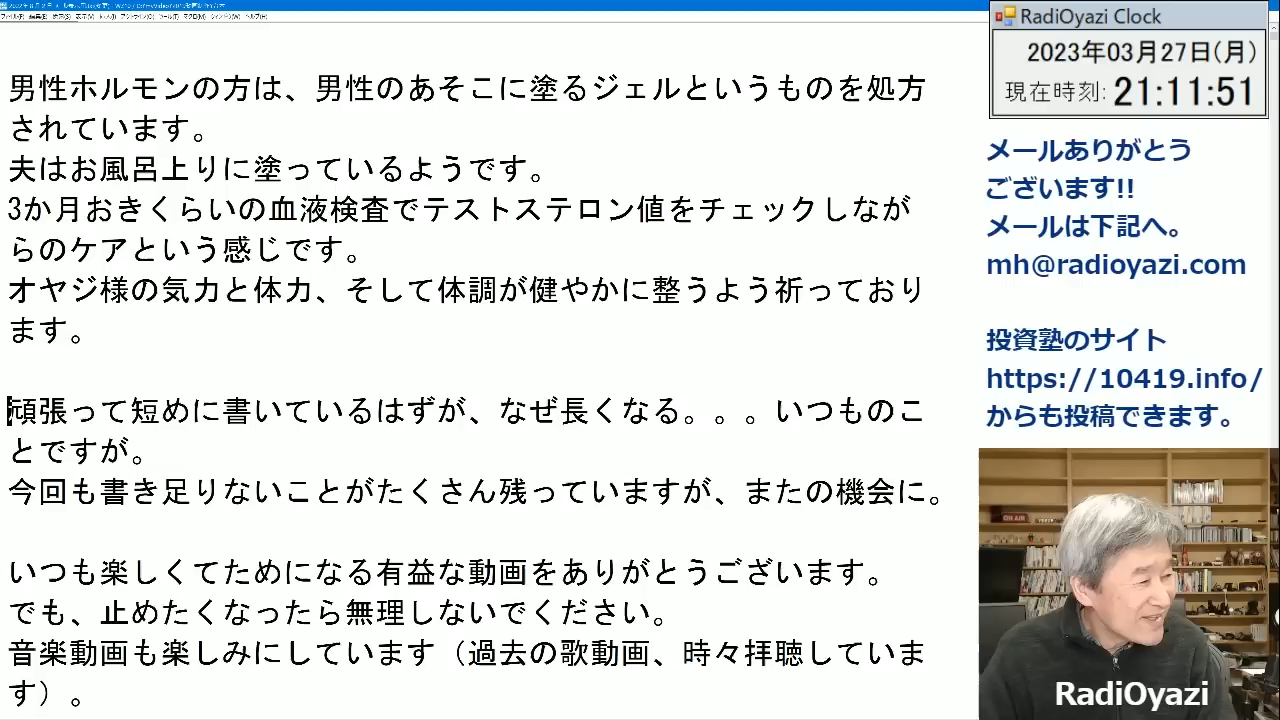 男性ホルモンの方は、男性のあそこに塗るジェルというものを処方
されています。
夫はお風呂上りに塗っているようです。
3か月おきくらいの血液検査でテストステロン値をチェックしなが
らのケアという感じです。
オヤジ様の気力と体力、そして体調が健やかに整うよう祈っており
ます。
頑張って短めに書いているはずが、なぜ長くなる。。。いつものこ
とですが。
今回も書き足りないことがたくさん残っていますが、またの機会に。
いつも楽しくてためになる有益な動画をありがとうございます。
でも、止めたくなったら無理しないでください。
音楽動画も楽しみにしています（過去の歌動画、時々拝聴していま
す）。
RadiOyazi Clock
2023年03月27日(月)
現在時刻: 21:11:51
メールありがとう
ございます!!
メールは下記へ。
mh@radioyazi.com
投資塾のサイト
https://10419.info/
からも投稿できます。
ON AIR
RadiOyazi